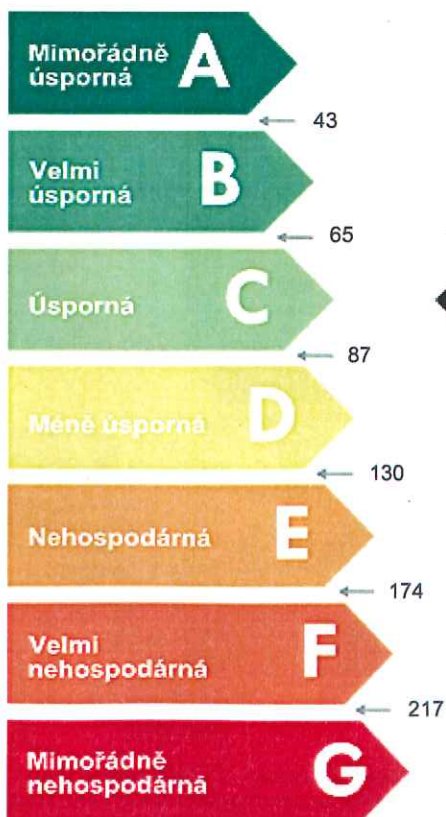 Mimořádně
úsporná A
43
Velmi
úsporná B
65
Úsporná C
87
Méně úsporná D
130
Nehospodárná E
174
Velmi
nehospodárná F
217
Mimořádně
nehospodárná G